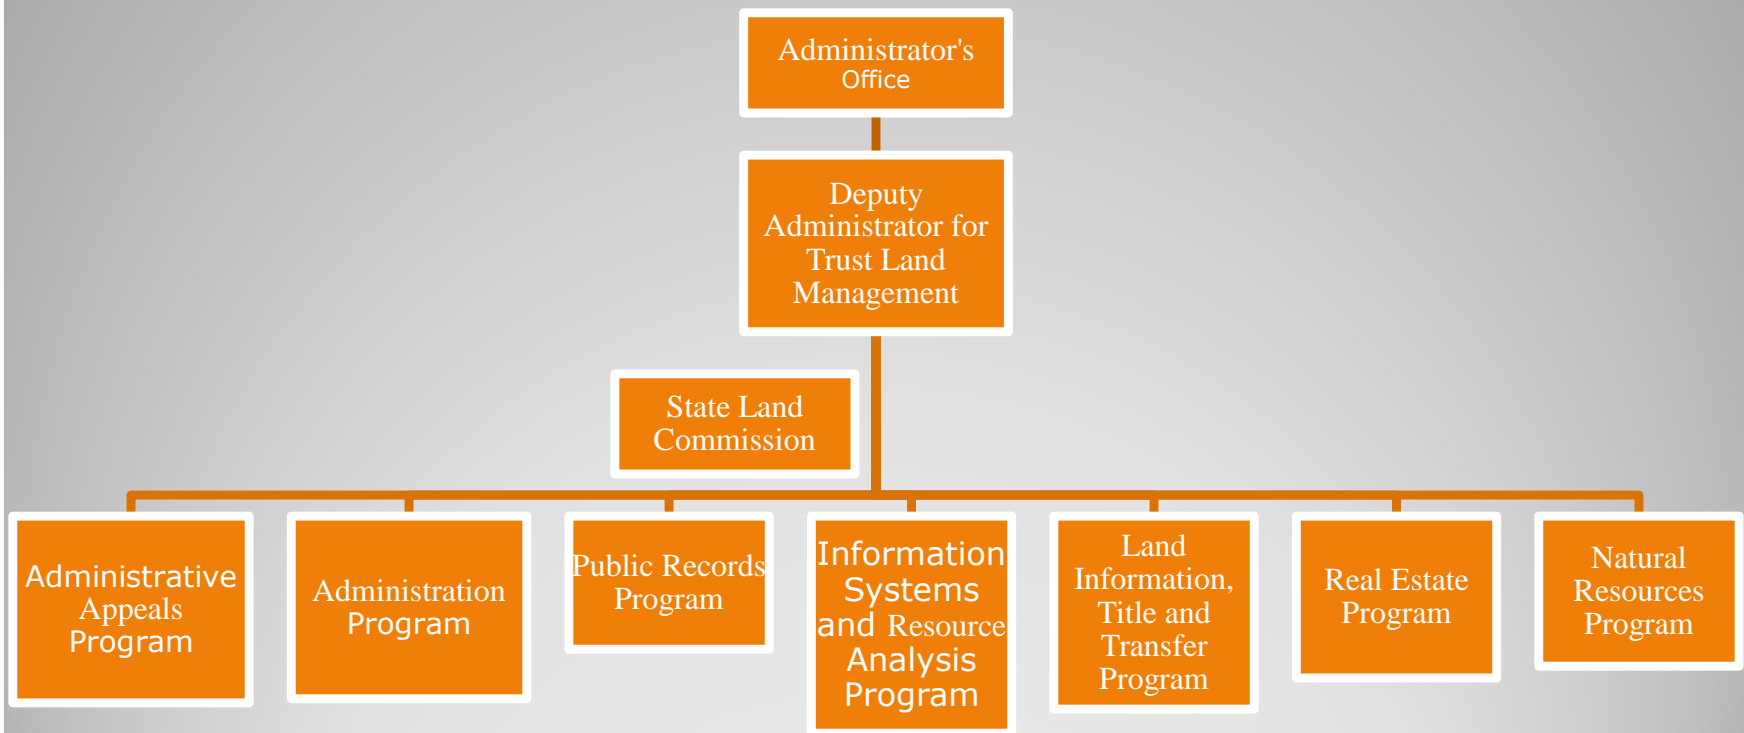 Administrator's
Office
Deputy
Administrator for
Trust Land
Management
State Land
Commission
Administrative
Appeals
Program
Administration
Program
Public Records
Program
Information
Systems
and Resource
Analysis
Program
Land
Information,
Title and
Transfer
Program
Real Estate
Program
Natural
Resources
Program